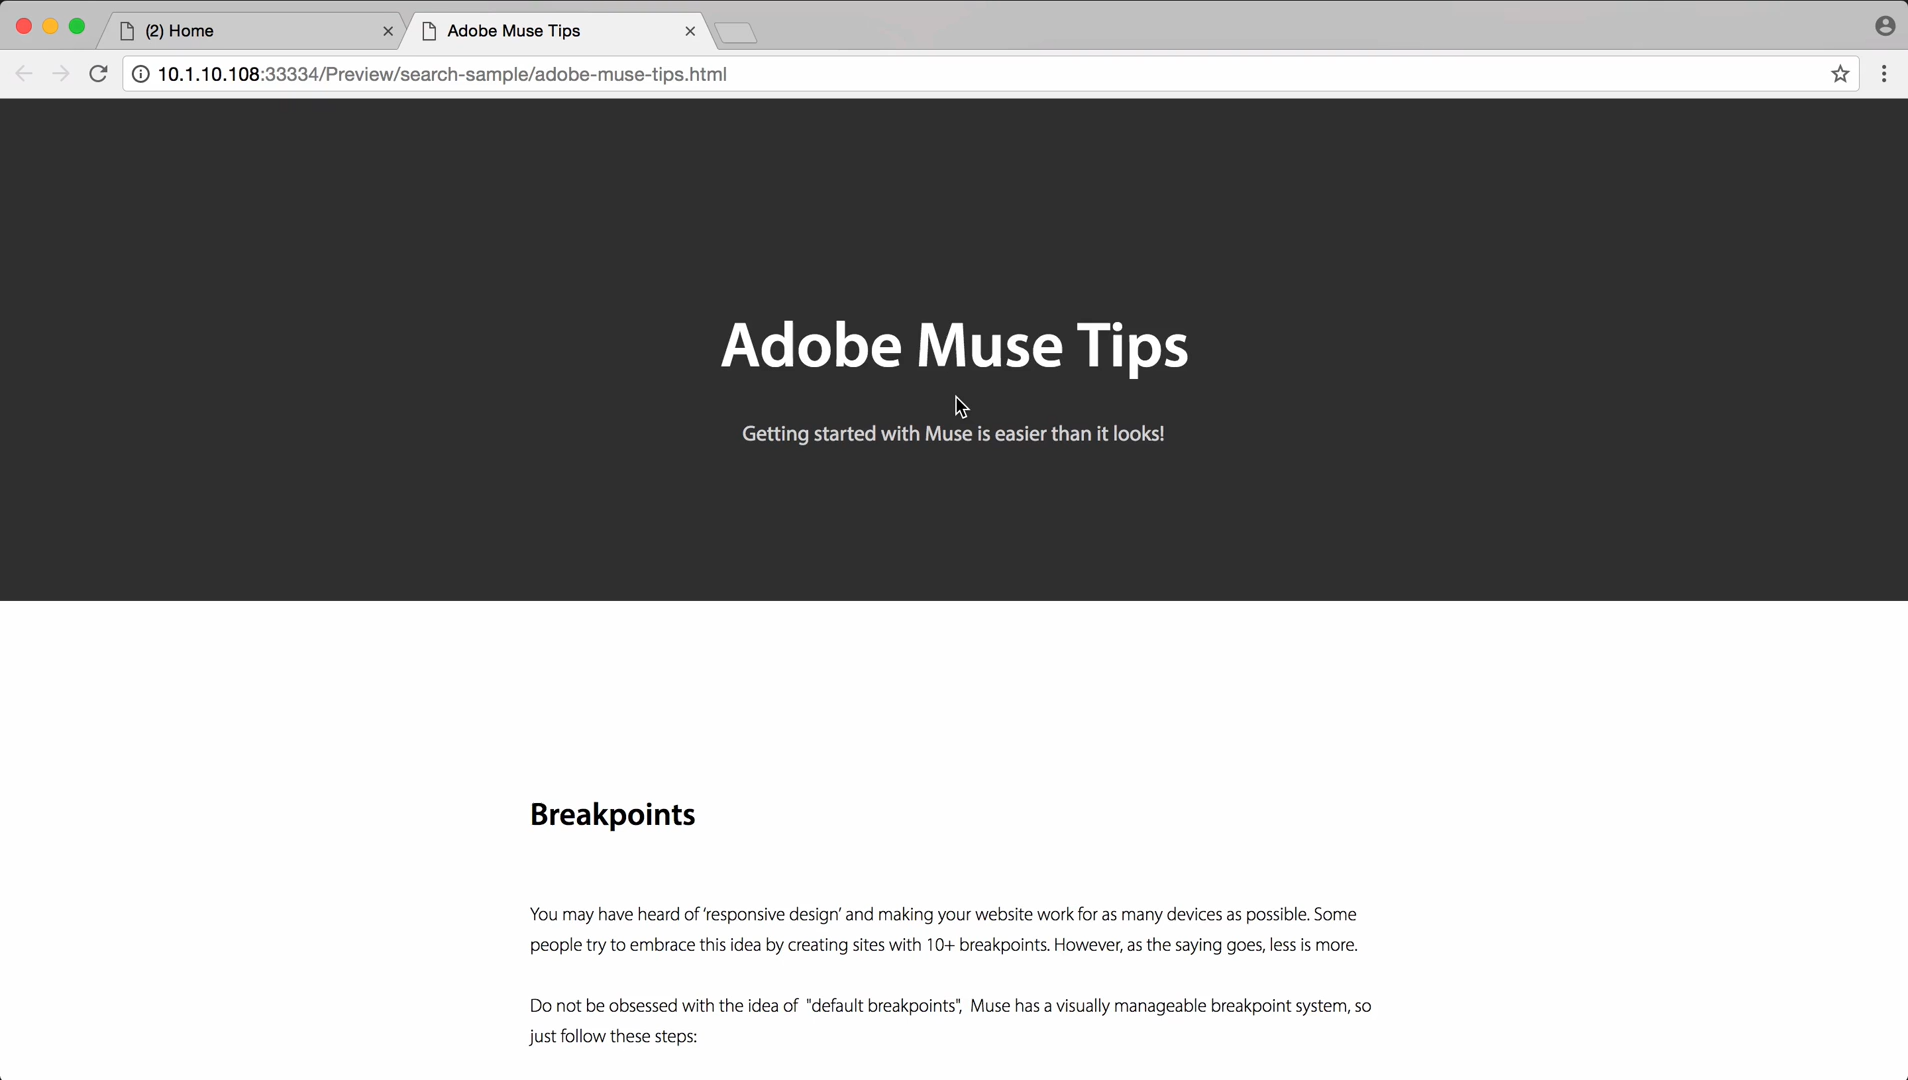 (2) Home
Adobe Muse Tips
10.1.10.108:33334/Preview/search-sample/adobe-muse-tips.html
Adobe Muse Tips
Getting started with Muse is easier than it looks!
Breakpoints
You may have heard of ‘responsive design’ and making your website work for as many devices as possible. Some
people try to embrace this idea by creating sites with 10+ breakpoints. However, as the saying goes, less is more.
Do not be obsessed with the idea of  "default breakpoints",  Muse has a visually manageable breakpoint system, so
just follow these steps: